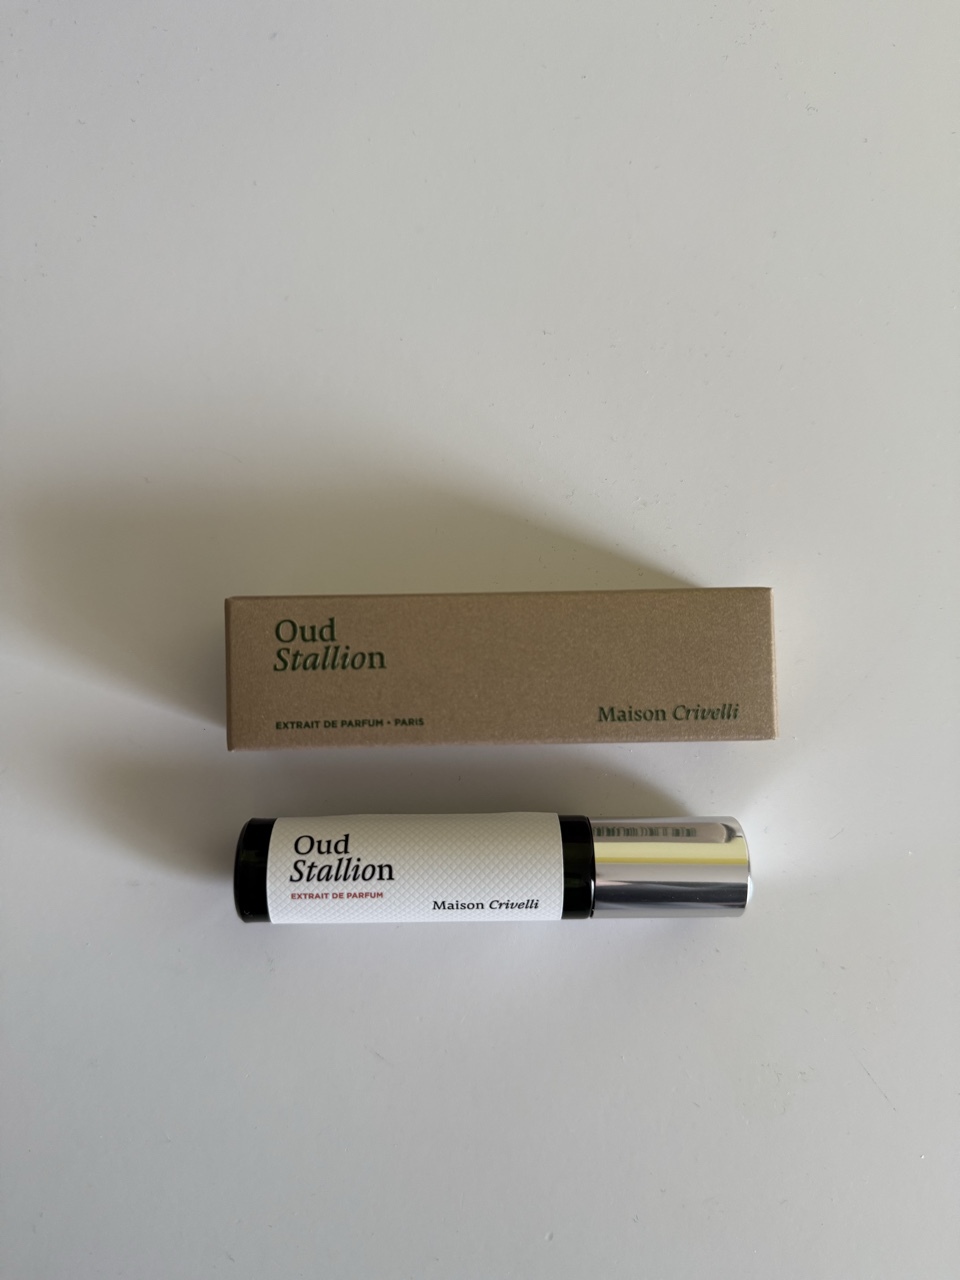 Oud
Stallion
EXTRAIT DE PARFUM • PARIS
Maison Crivelli
Oud
Stallion
EXTRAIT DE PARFUM
Maison Crivelli